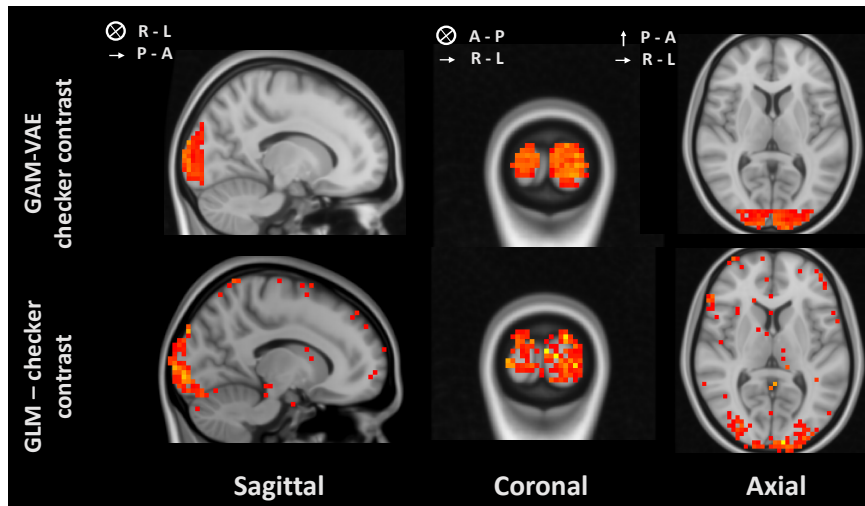 ⊗ R - L
→ P - A
⊗ A - P
→ R - L
↑ P - A
→ R - L
GAM-VAE
checker contrast
GLM – checker
contrast
Sagittal
Coronal
Axial